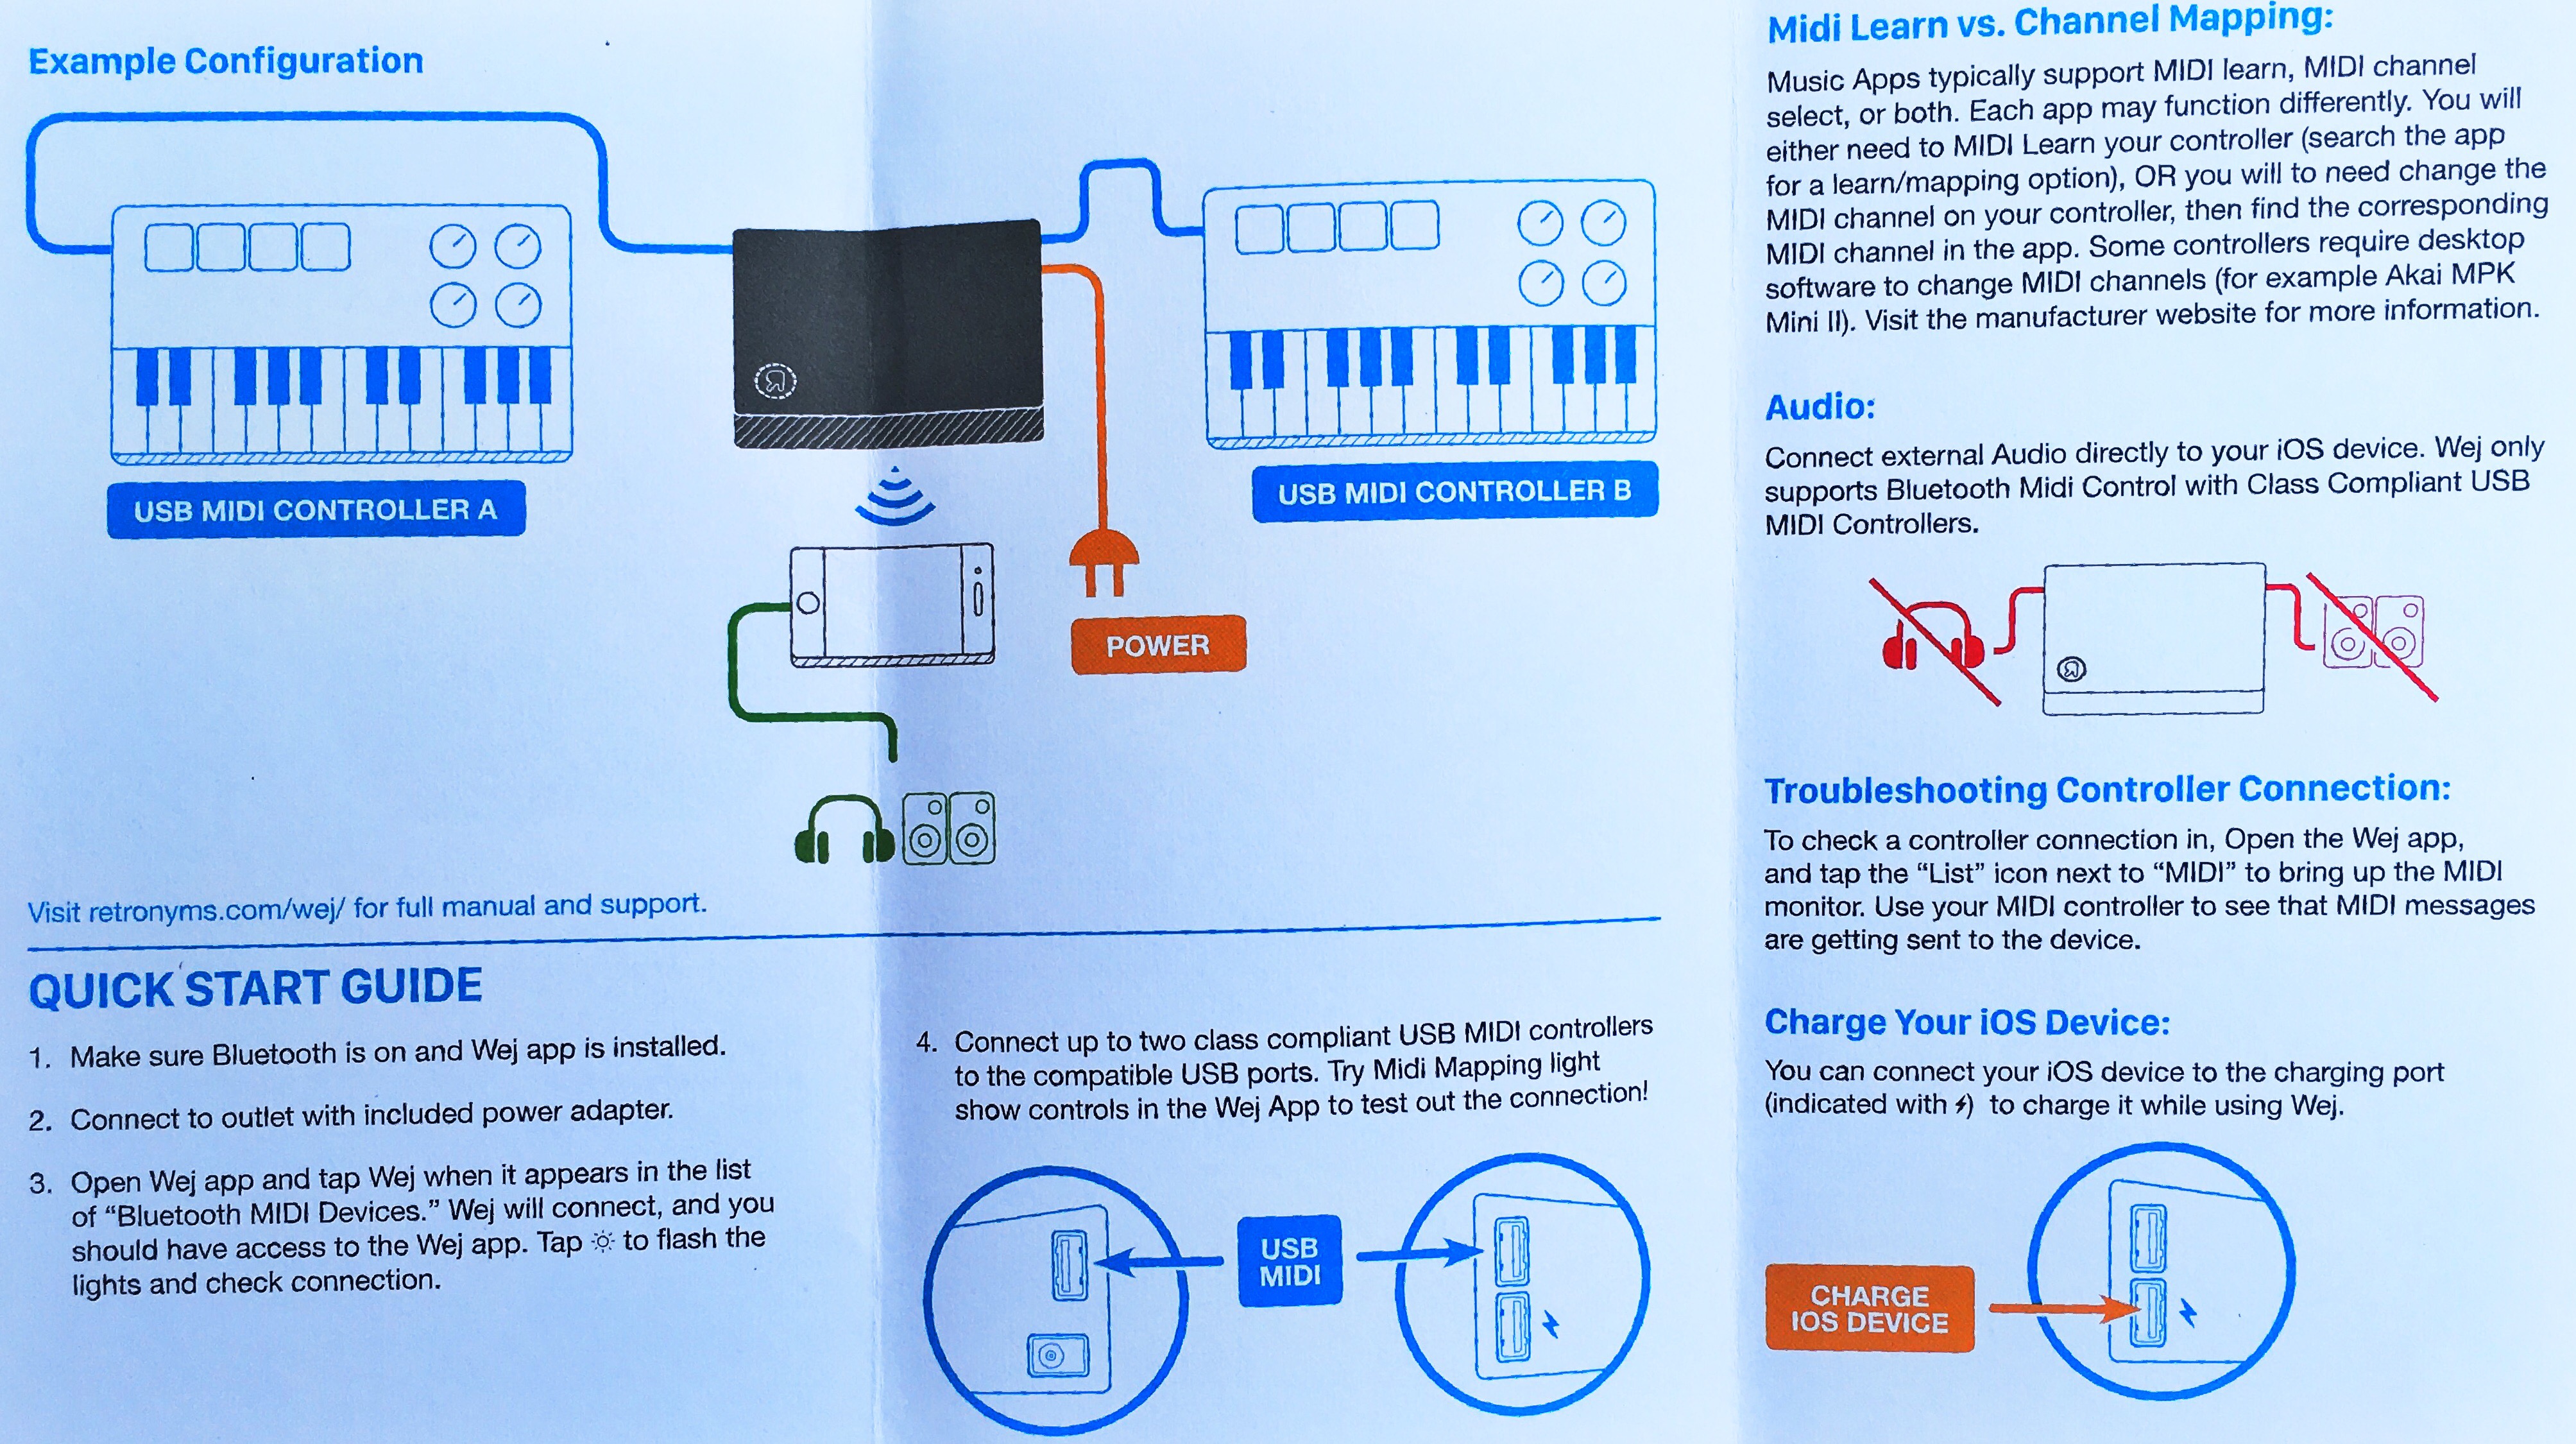 Example Configuration
USB MIDI CONTROLLER A
USB MIDI CONTROLLER B
POWER
Visit retronyms.com/wej/ for full manual and support.
QUICK START GUIDE
1. Make sure Bluetooth is on and Wej app is installed.
2. Connect to outlet with included power adapter.
3. Open Wej app and tap Wej when it appears in the list
of “Bluetooth MIDI Devices.” Wej will connect, and you
should have access to the Wej app. Tap to flash the
lights and check connection.
4. Connect up to two class compliant USB MIDI controllers
to the compatible USB ports. Try Midi Mapping light
show controls in the Wej App to test out the connection!
USB
MIDI
Midi Learn vs. Channel Mapping:
Music Apps typically support MIDI learn, MIDI channel
select, or both. Each app may function differently. You will
either need to MIDI Learn your controller (search the app
for a learn/mapping option), OR you will to need change the
MIDI channel on your controller, then find the corresponding
MIDI channel in the app. Some controllers require desktop
software to change MIDI channels (for example Akai MPK
Mini II). Visit the manufacturer website for more information.
Audio:
Connect external Audio directly to your iOS device. Wej only
supports Bluetooth Midi Control with Class Compliant USB
MIDI Controllers.
Troubleshooting Controller Connection:
To check a controller connection in, Open the Wej app,
and tap the “List” icon next to “MIDI” to bring up the MIDI
monitor. Use your MIDI controller to see that MIDI messages
are getting sent to the device.
Charge Your iOS Device:
You can connect your iOS device to the charging port
(indicated with ⚡) to charge it while using Wej.
CHARGE
IOS DEVICE